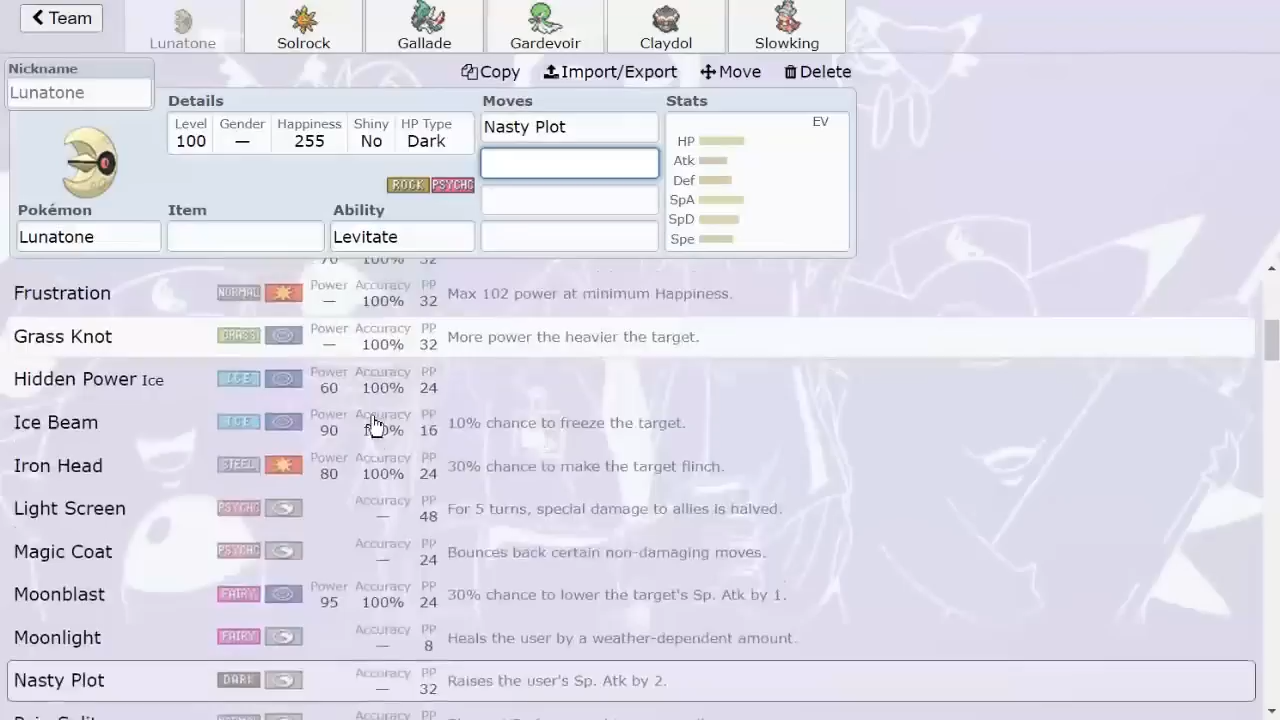 Team
Lunatone Solrock Gallade Gardevoir Claydol Slowking
Nickname
Lunatone
Copy Import/Export Move Delete
Details
Level Gender Happiness Shiny HP Type
100 — 255 No Dark
ROCK PSYCHC
Pokémon Item Ability
Lunatone Levitate
Moves
Nasty Plot
Stats
EV
HP
Atk
Def
SpA
SpD
Spe
70 100% 32
Frustration NORMAL Power — Accuracy 100% PP 32 Max 102 power at minimum Happiness.
Grass Knot GRASS Power — Accuracy 100% PP 32 More power the heavier the target.
Hidden Power Ice ICE Power 60 Accuracy 100% PP 24
Ice Beam ICE Power 90 Accuracy 100% PP 16 10% chance to freeze the target.
Iron Head STEEL Power 80 Accuracy 100% PP 24 30% chance to make the target flinch.
Light Screen PSYCHC Accuracy — PP 48 For 5 turns, special damage to allies is halved.
Magic Coat PSYCHC Accuracy — PP 24 Bounces back certain non-damaging moves.
Moonblast FAIRY Power 95 Accuracy 100% PP 24 30% chance to lower the target's Sp. Atk by 1.
Moonlight FAIRY Accuracy — PP 8 Heals the user by a weather-dependent amount.
Nasty Plot DARK Accuracy — PP 32 Raises the user's Sp. Atk by 2.
Pain Split NORMAL Accuracy PP